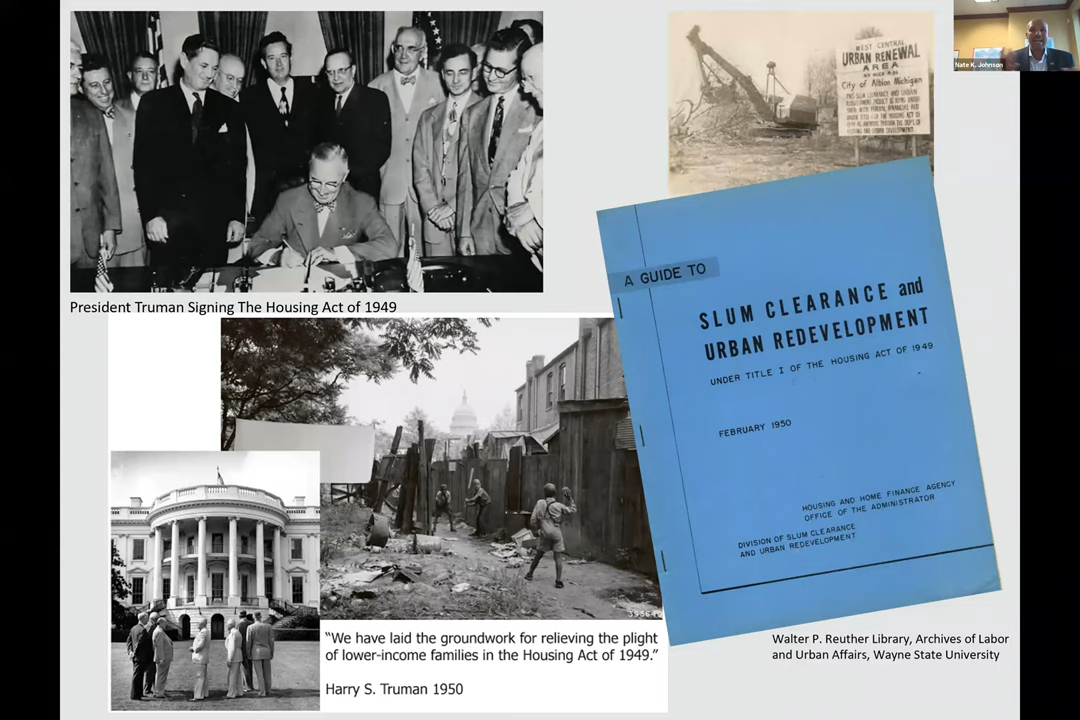 WEST CENTRAL
URBAN RENEWAL
AREA
City of Albion Michigan
Nate K. Johnson
President Truman Signing The Housing Act of 1949
A GUIDE TO
SLUM CLEARANCE and
URBAN REDEVELOPMENT
UNDER TITLE I OF THE HOUSING ACT OF 1949
FEBRUARY 1950
HOUSING AND HOME FINANCE AGENCY
OFFICE OF THE ADMINISTRATOR
DIVISION OF SLUM CLEARANCE
AND URBAN REDEVELOPMENT
“We have laid the groundwork for relieving the plight
of lower-income families in the Housing Act of 1949.”
Harry S. Truman 1950
Walter P. Reuther Library, Archives of Labor
and Urban Affairs, Wayne State University